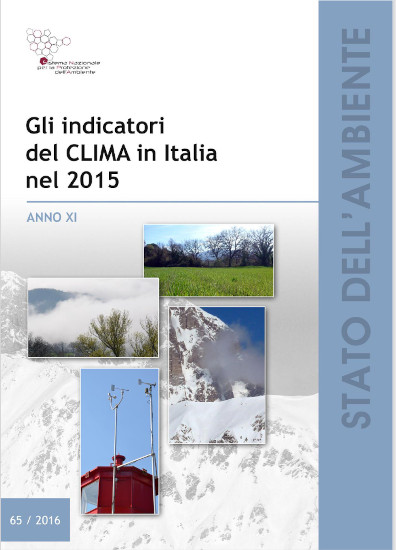 Sistema Nazionale
per la Protezione
dell'Ambiente
Gli indicatori
del CLIMA in Italia
nel 2015
ANNO XI
STATO DELL'AMBIENTE
65 / 2016